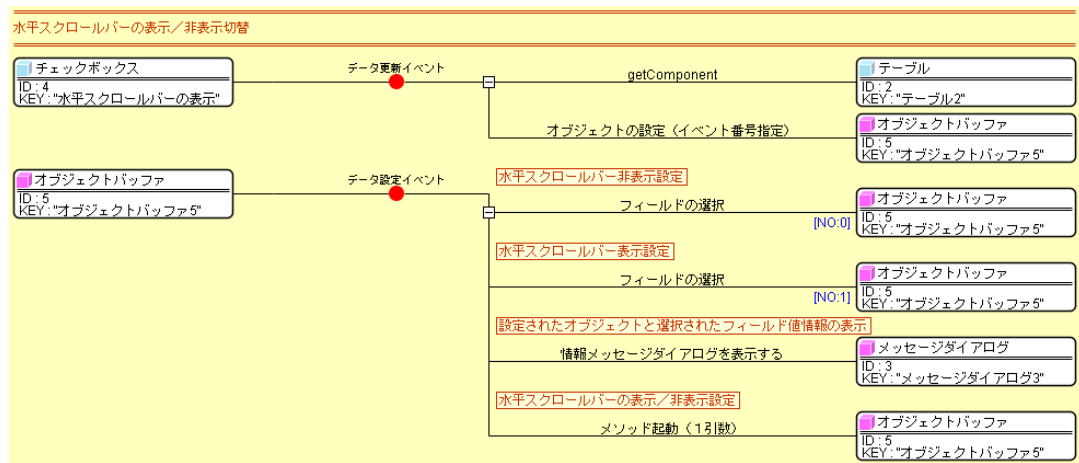 水平スクロールバーの表示／非表示切替
チェックボックス
ID : 4
KEY : "水平スクロールバーの表示"
データ更新イベント
getComponent
テーブル
ID : 2
KEY : "テーブル2"
オブジェクトの設定（イベント番号指定）
オブジェクトバッファ
ID : 5
KEY : "オブジェクトバッファ5"
オブジェクトバッファ
ID : 5
KEY : "オブジェクトバッファ5"
データ設定イベント
水平スクロールバー非表示設定
フィールドの選択
[NO:0]
オブジェクトバッファ
ID : 5
KEY : "オブジェクトバッファ5"
水平スクロールバー表示設定
フィールドの選択
[NO:1]
オブジェクトバッファ
ID : 5
KEY : "オブジェクトバッファ5"
設定されたオブジェクトと選択されたフィールド値情報の表示
情報メッセージダイアログを表示する
メッセージダイアログ
ID : 3
KEY : "メッセージダイアログ3"
水平スクロールバーの表示／非表示設定
メソッド起動（１引数）
オブジェクトバッファ
ID : 5
KEY : "オブジェクトバッファ5"